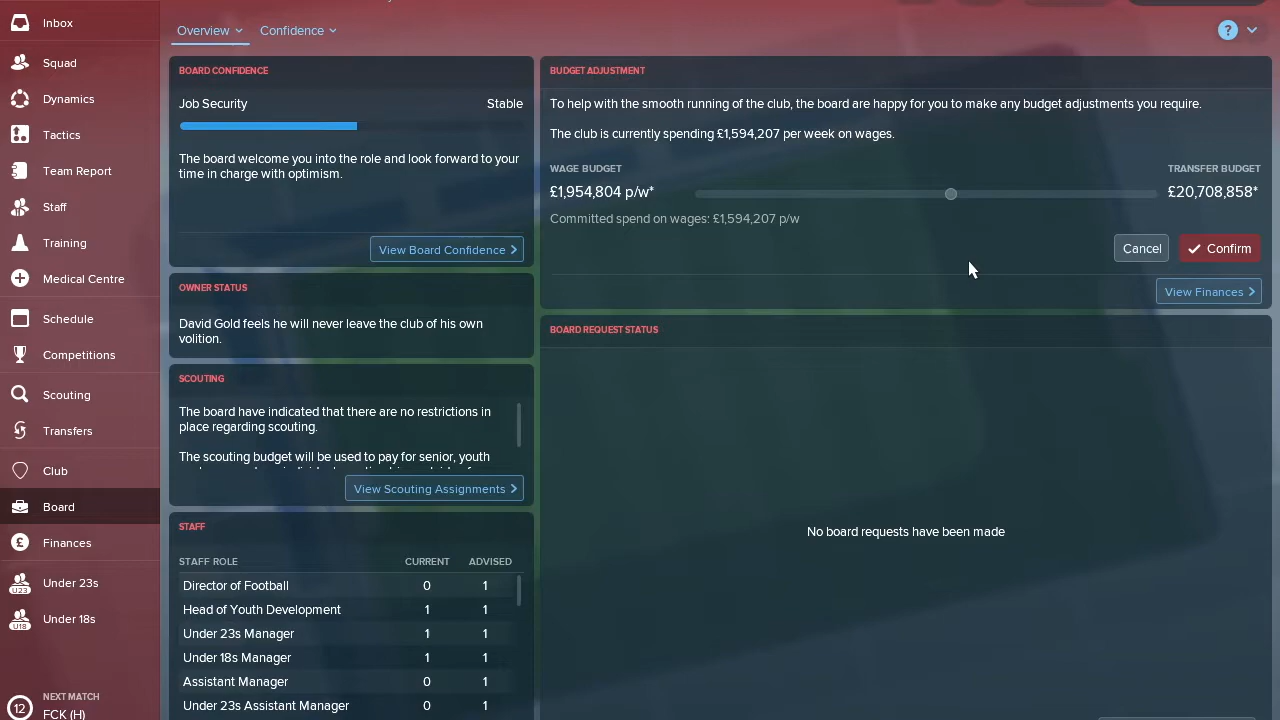 Inbox
Squad
Dynamics
Tactics
Team Report
Staff
Training
Medical Centre
Schedule
Competitions
Scouting
Transfers
Club
Board
Finances
U23
Under 23s
U18
Under 18s
12
NEXT MATCH
FCK (H)
Overview
Confidence
?
BOARD CONFIDENCE
Job Security Stable
The board welcome you into the role and look forward to your
time in charge with optimism.
View Board Confidence
OWNER STATUS
David Gold feels he will never leave the club of his own
volition.
SCOUTING
The board have indicated that there are no restrictions in
place regarding scouting.
The scouting budget will be used to pay for senior, youth
View Scouting Assignments
STAFF
STAFF ROLE CURRENT ADVISED
Director of Football 0 1
Head of Youth Development 1 1
Under 23s Manager 1 1
Under 18s Manager 1 1
Assistant Manager 0 1
Under 23s Assistant Manager 0 1
BUDGET ADJUSTMENT
To help with the smooth running of the club, the board are happy for you to make any budget adjustments you require.
The club is currently spending £1,594,207 per week on wages.
WAGE BUDGET TRANSFER BUDGET
£1,954,804 p/w* £20,708,858*
Committed spend on wages: £1,594,207 p/w
Cancel Confirm
View Finances
BOARD REQUEST STATUS
No board requests have been made